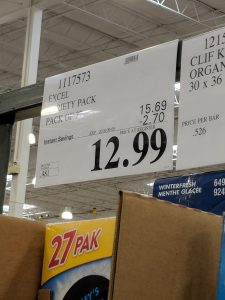 1117573
EXCEL
VARIETY PACK
PACK OF
15.69
-2.70
Instant Savings
12.99
1215
CLIF K
ORGAN
30 x 36
PRICE PER BAR
.526
WINTERFRESH
MENTHE GLACÉE
27 PAK